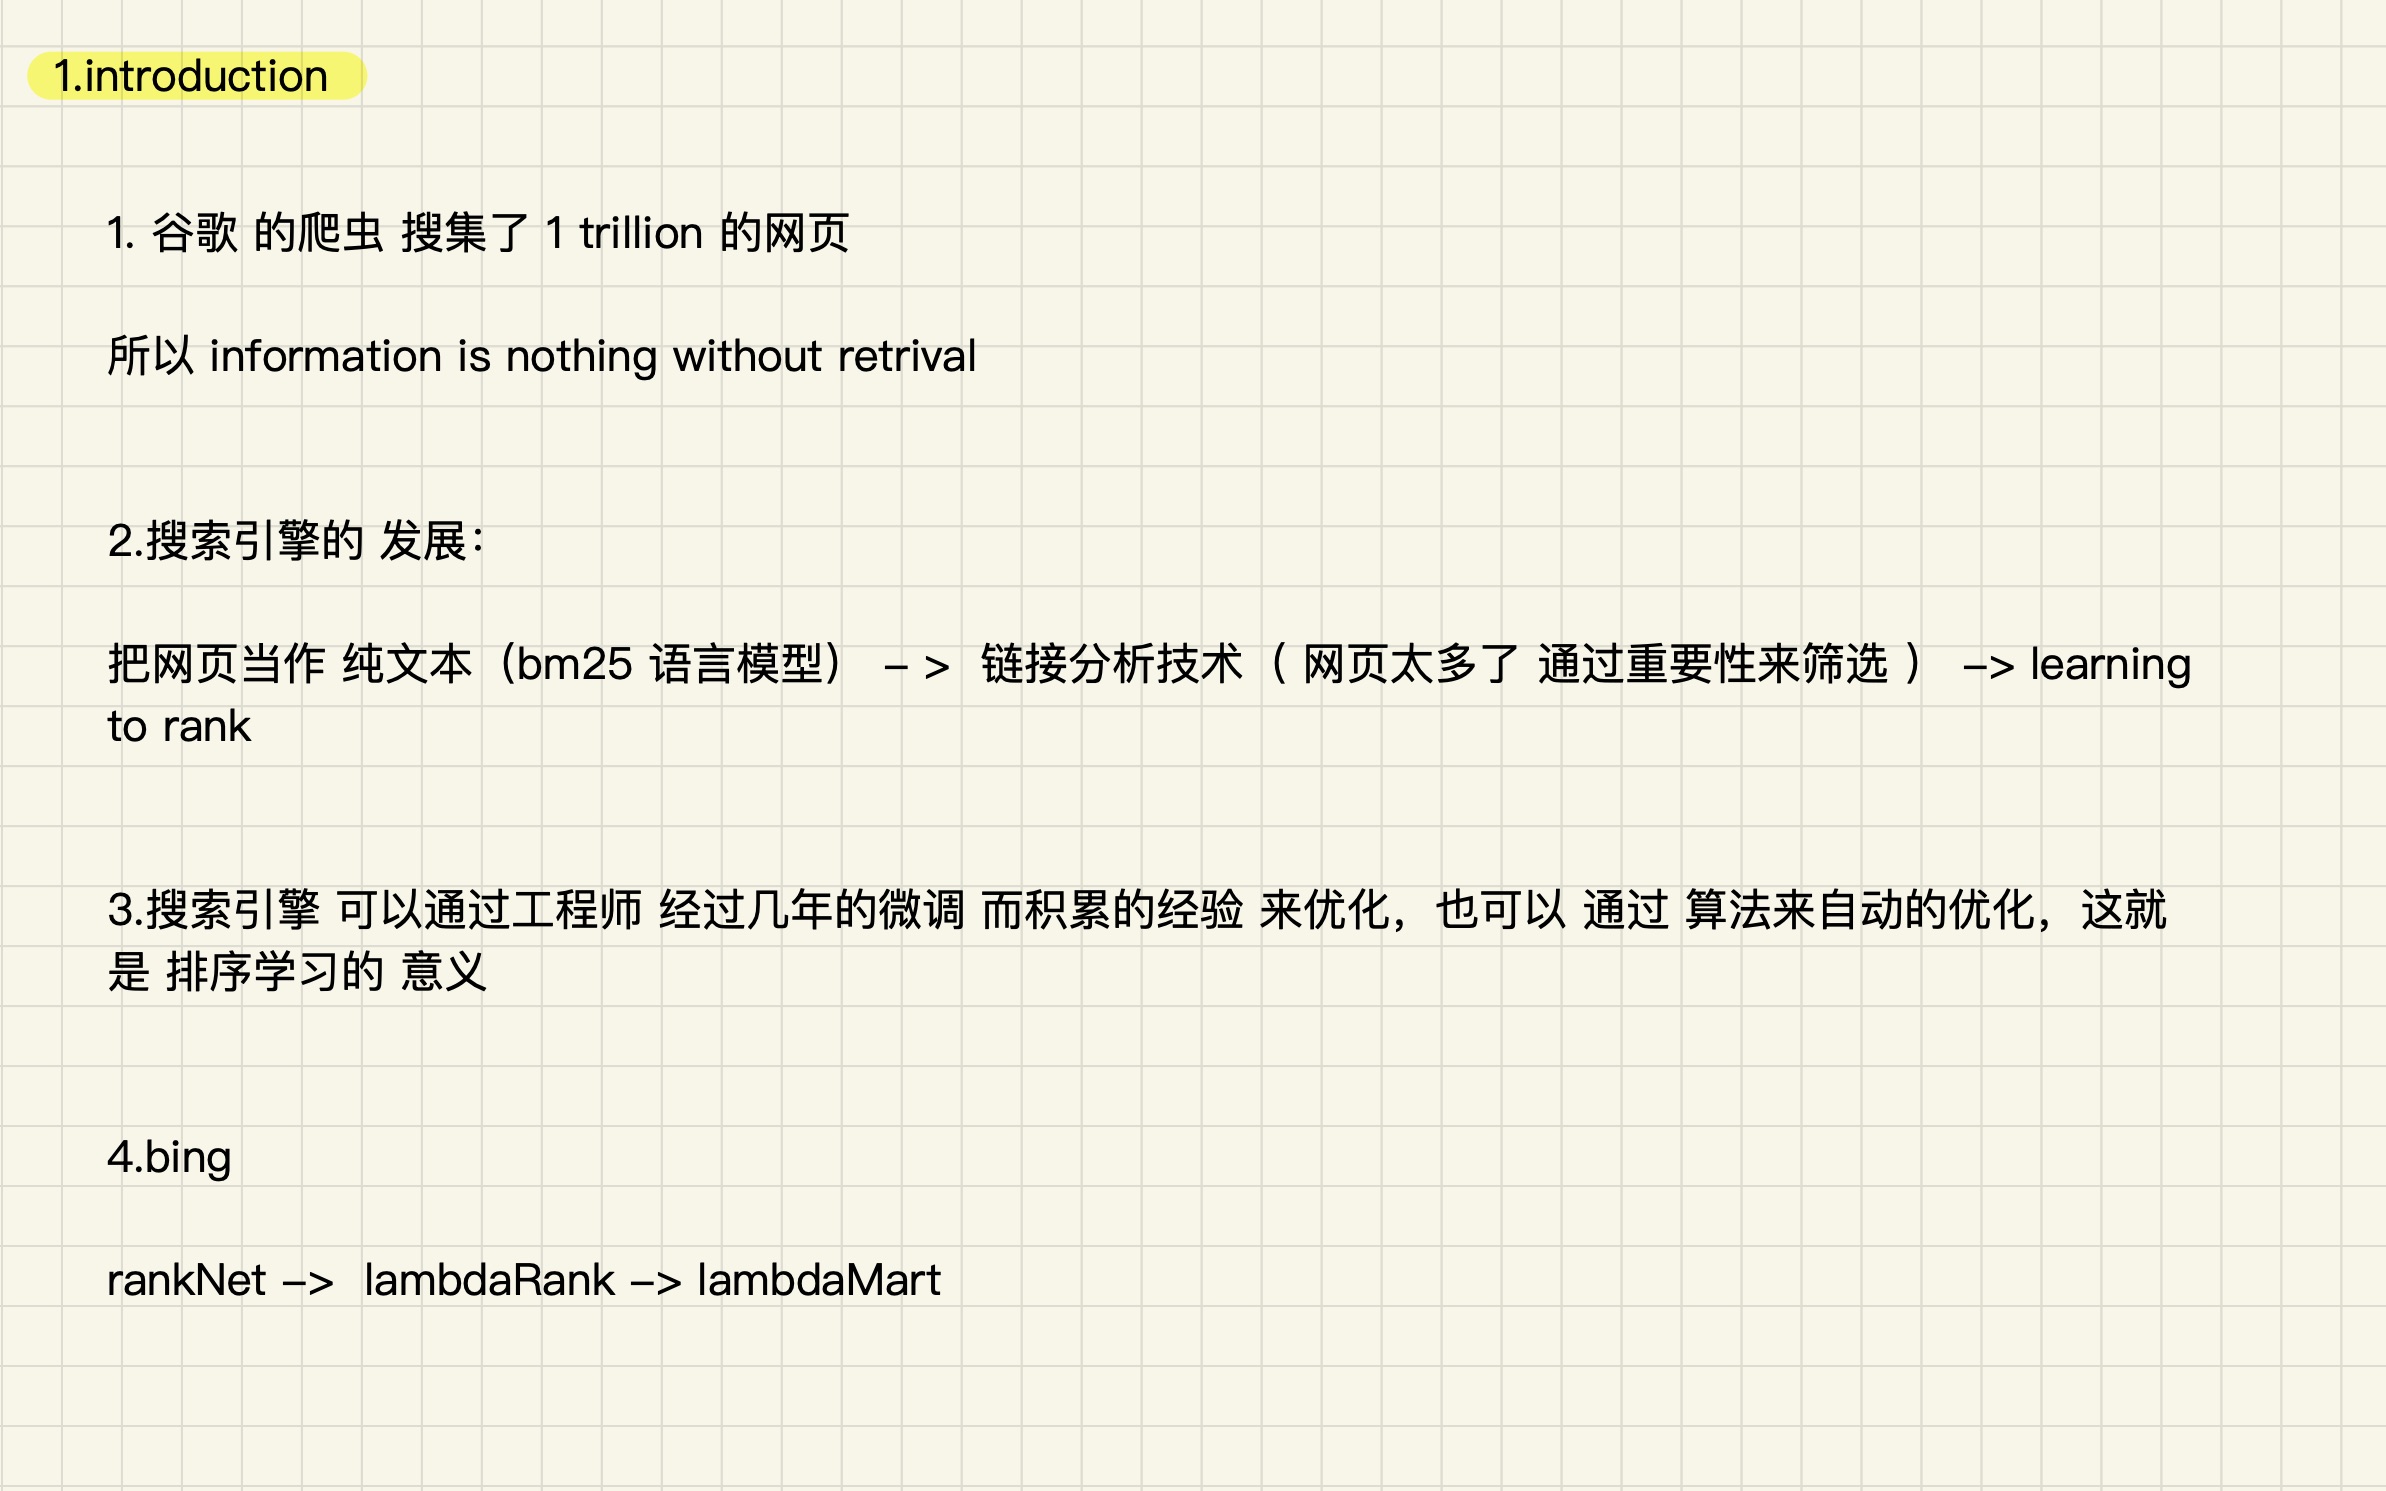 1.introduction
1. 谷歌 的爬虫 搜集了 1 trillion 的网页
所以 information is nothing without retrival
2.搜索引擎的 发展：
把网页当作 纯文本（bm25 语言模型） – > 链接分析技术（ 网页太多了 通过重要性来筛选 ） –> learning
to rank
3.搜索引擎 可以通过工程师 经过几年的微调 而积累的经验 来优化，也可以 通过 算法来自动的优化，这就
是 排序学习的 意义
4.bing
rankNet –> lambdaRank –> lambdaMart